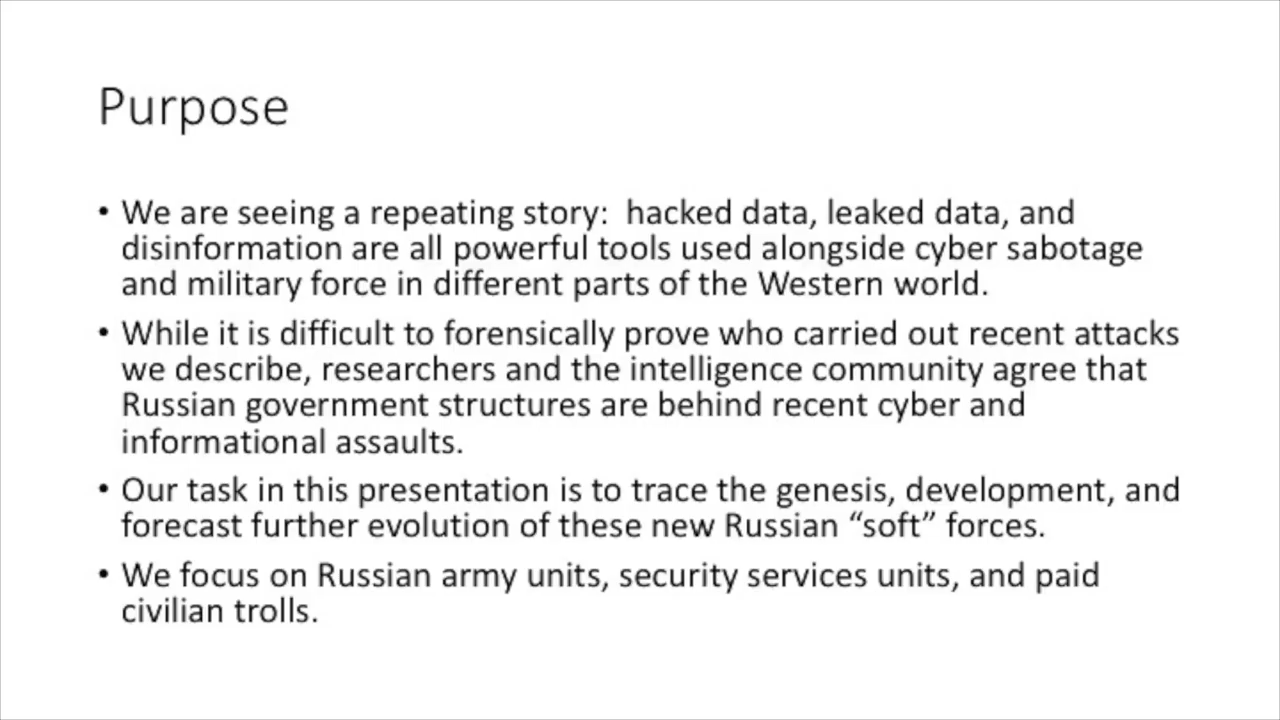 Purpose
• We are seeing a repeating story:  hacked data, leaked data, and
disinformation are all powerful tools used alongside cyber sabotage
and military force in different parts of the Western world.
• While it is difficult to forensically prove who carried out recent attacks
we describe, researchers and the intelligence community agree that
Russian government structures are behind recent cyber and
informational assaults.
• Our task in this presentation is to trace the genesis, development, and
forecast further evolution of these new Russian “soft” forces.
• We focus on Russian army units, security services units, and paid
civilian trolls.